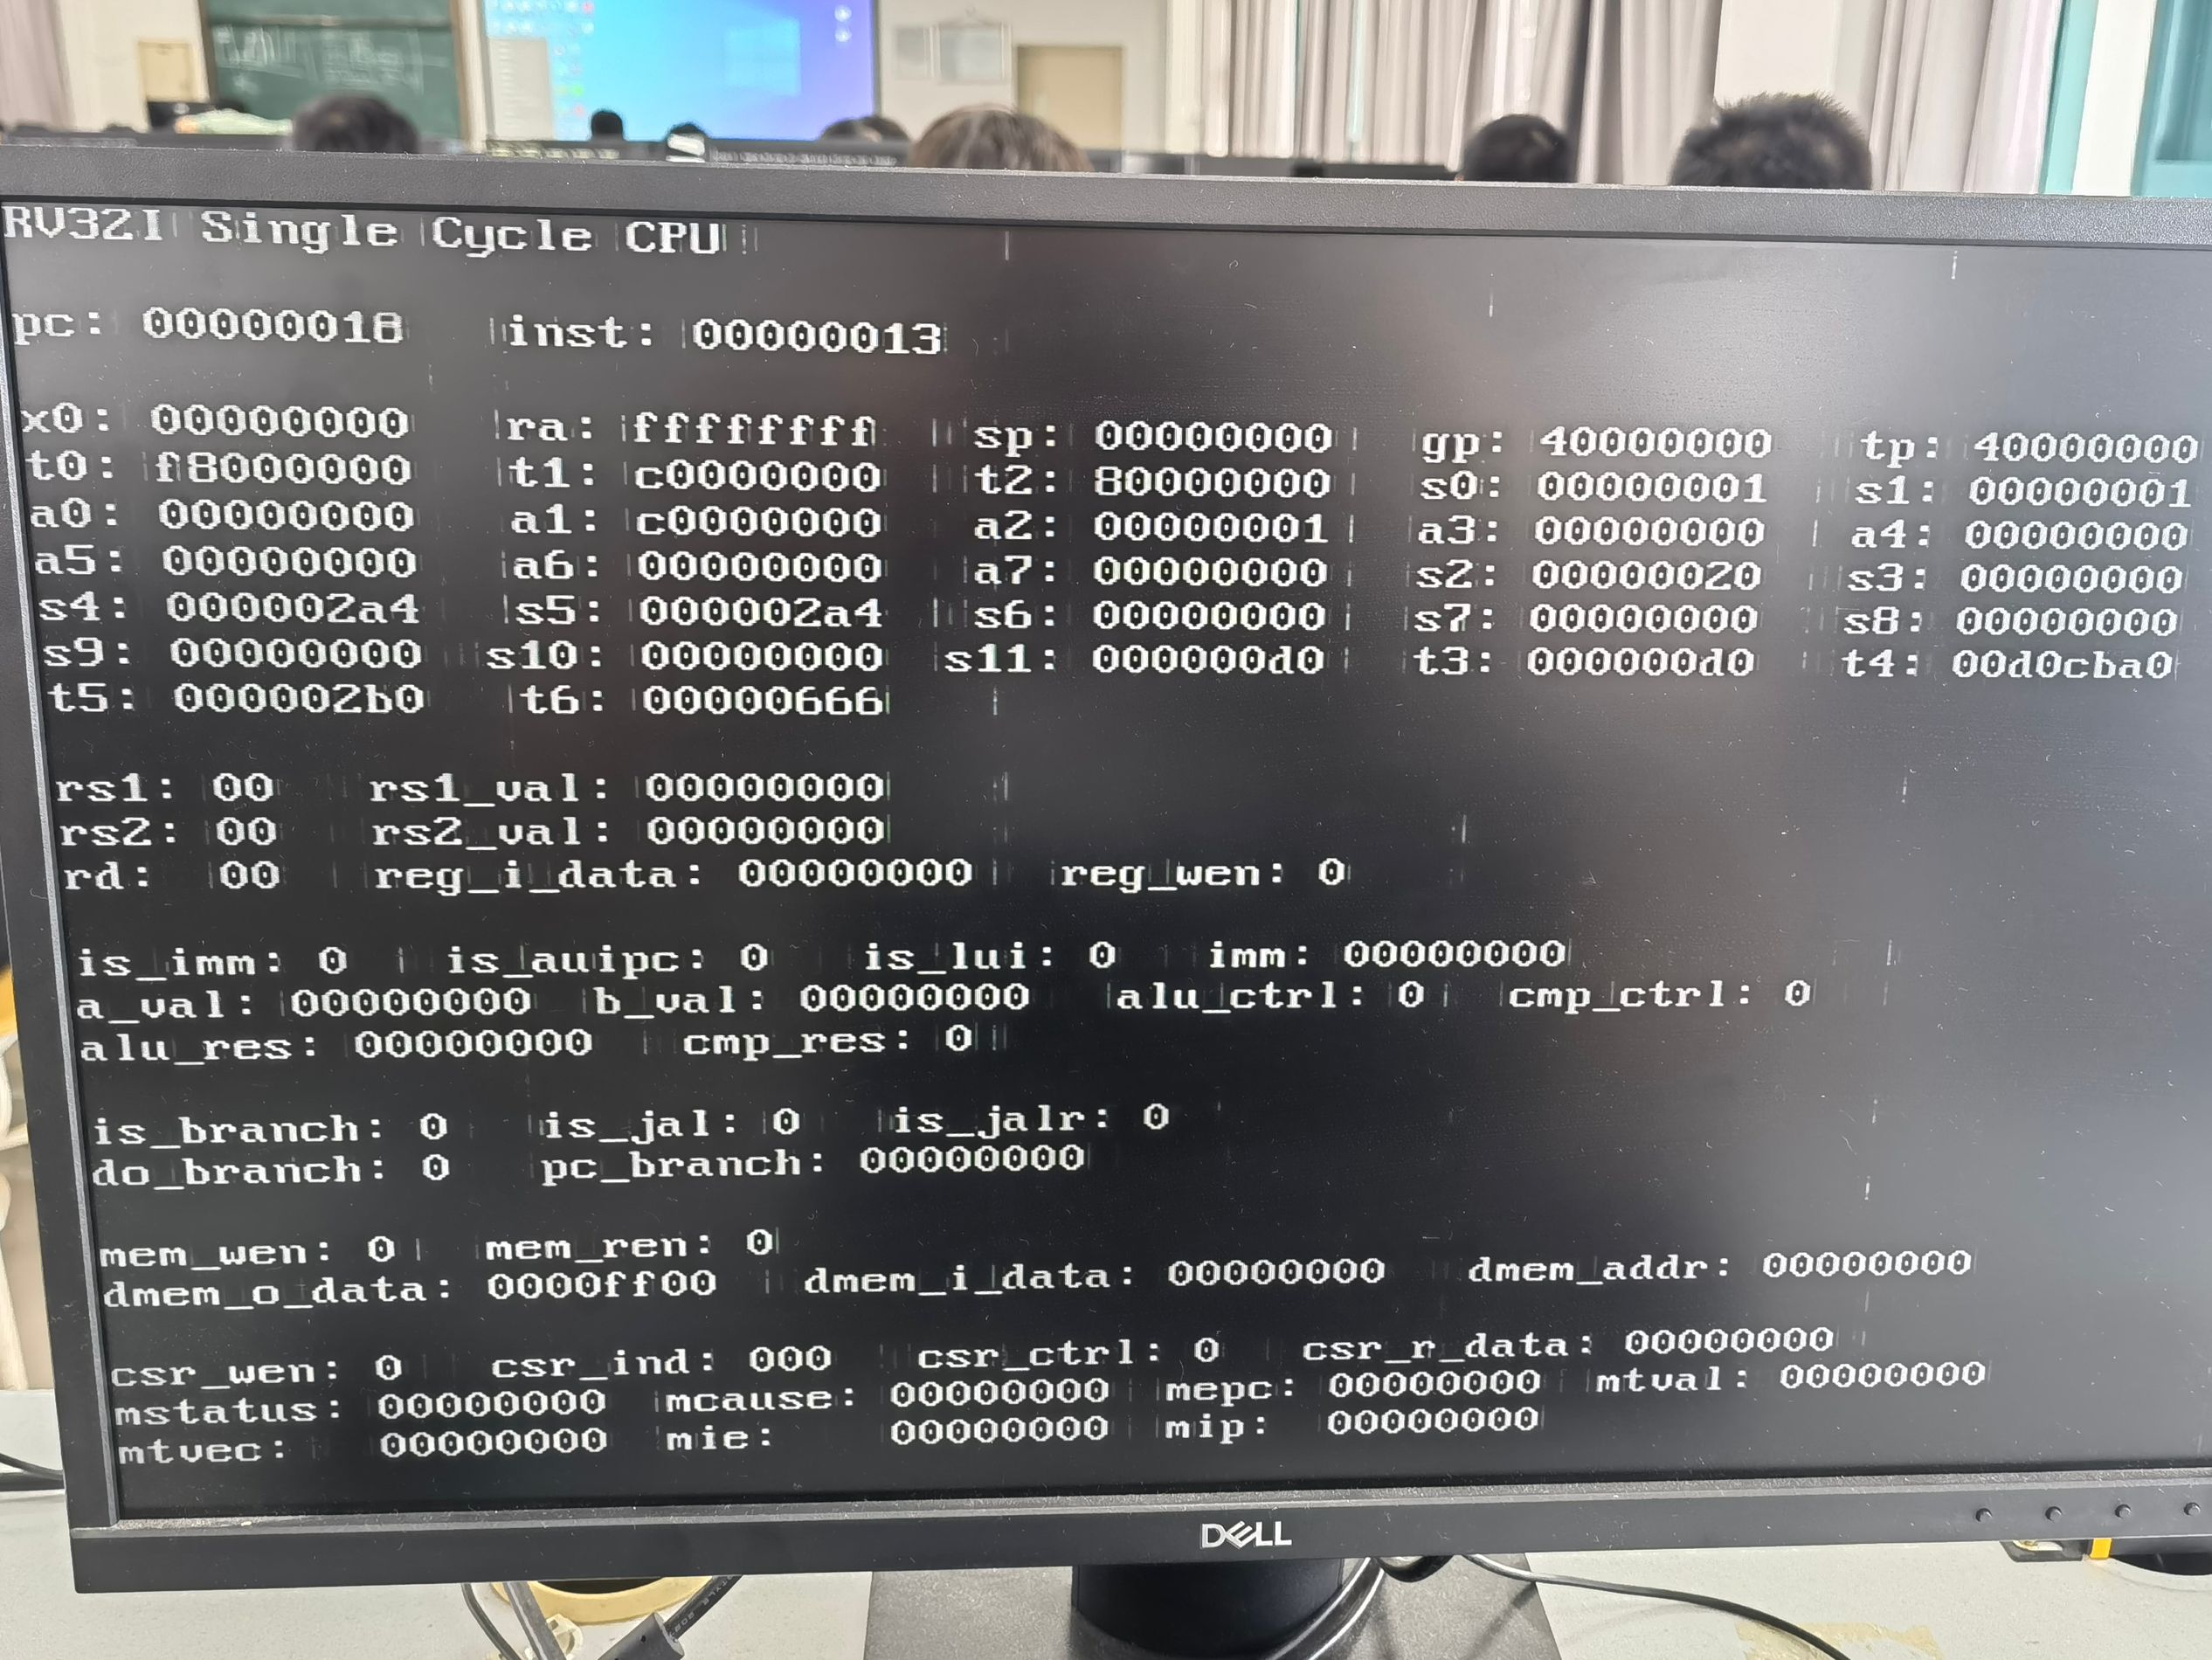 RV32I Single Cycle CPU
pc: 00000018 inst: 00000013
x0: 00000000 ra: ffffffff sp: 00000000 gp: 40000000 tp: 40000000
t0: f8000000 t1: c0000000 t2: 80000000 s0: 00000001 s1: 00000001
a0: 00000000 a1: c0000000 a2: 00000001 a3: 00000000 a4: 00000000
a5: 00000000 a6: 00000000 a7: 00000000 s2: 00000020 s3: 00000000
s4: 000002a4 s5: 000002a4 s6: 00000000 s7: 00000000 s8: 00000000
s9: 00000000 s10: 00000000 s11: 000000d0 t3: 000000d0 t4: 00d0cba0
t5: 000002b0 t6: 00000666
rs1: 00 rs1_val: 00000000
rs2: 00 rs2_val: 00000000
rd: 00 reg_i_data: 00000000 reg_wen: 0
is_imm: 0 is_auipc: 0 is_lui: 0 imm: 00000000
a_val: 00000000 b_val: 00000000 alu_ctrl: 0 cmp_ctrl: 0
alu_res: 00000000 cmp_res: 0
is_branch: 0 is_jal: 0 is_jalr: 0
do_branch: 0 pc_branch: 00000000
mem_wen: 0 mem_ren: 0
dmem_o_data: 0000ff00 dmem_i_data: 00000000 dmem_addr: 00000000
csr_wen: 0 csr_ind: 000 csr_ctrl: 0 csr_r_data: 00000000
mstatus: 00000000 mcause: 00000000 mepc: 00000000 mtval: 00000000
mtvec: 00000000 mie: 00000000 mip: 00000000
DELL